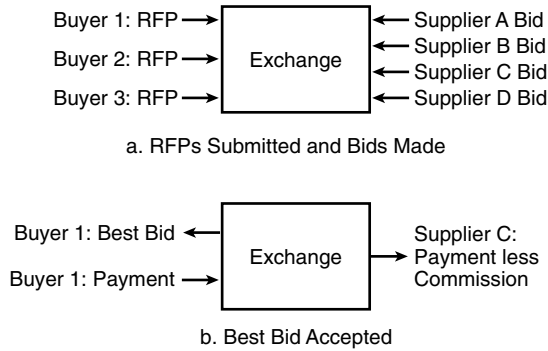 Buyer 1: RFP
Buyer 2: RFP
Buyer 3: RFP
Exchange
Supplier A Bid
Supplier B Bid
Supplier C Bid
Supplier D Bid
a. RFPs Submitted and Bids Made
Buyer 1: Best Bid
Buyer 1: Payment
Exchange
Supplier C:
Payment less
Commission
b. Best Bid Accepted